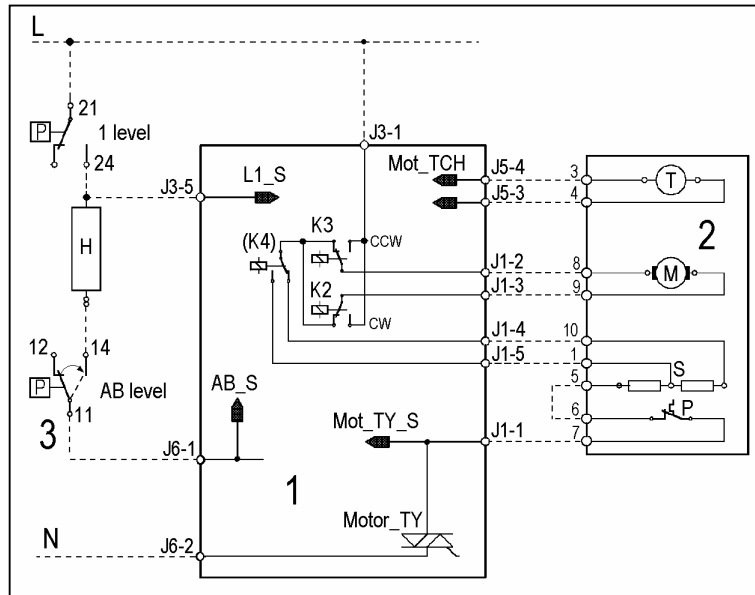 L
21
P
1 level
24
J3-1
J3-5
L1_S
Mot_TCH
J5-4
3
T
J5-3
4
2
H
(K4)
K3
CCW
J1-2
8
M
K2
J1-3
9
CW
J1-4
10
12
14
J1-5
1
S
P
AB level
AB_S
5
11
6
P
3
Mot_TY_S
J1-1
7
J6-1
1
Motor_TY
N
J6-2